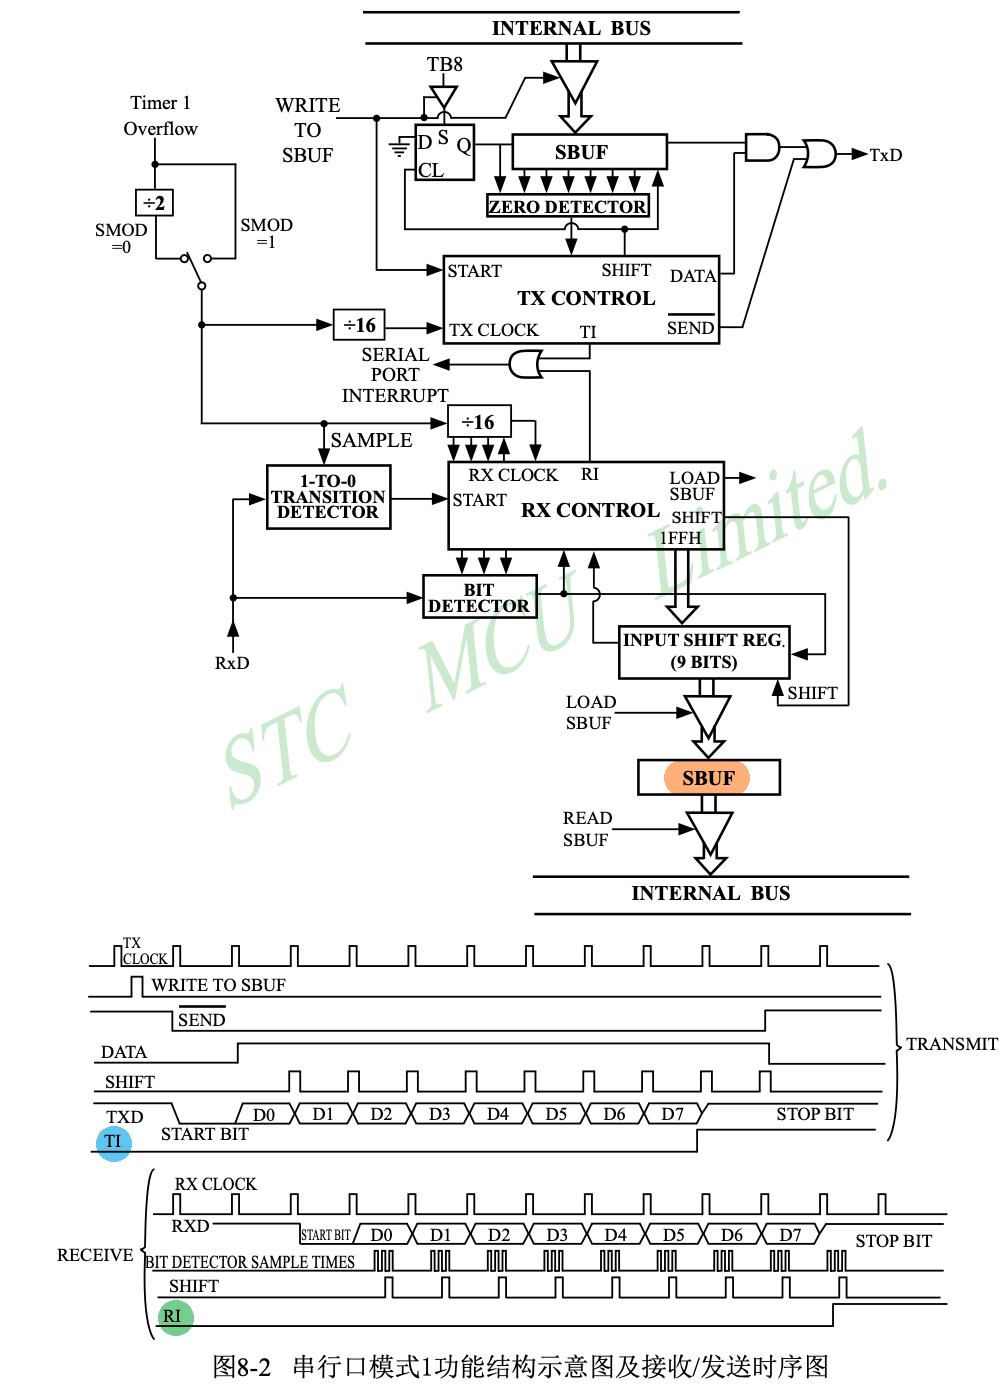 INTERNAL BUS
TB8
Timer 1
Overflow
WRITE
TO
SBUF
D S Q
CL
SBUF
TxD
÷2
ZERO DETECTOR
SMOD
=0
SMOD
=1
START
SHIFT
DATA
TX CONTROL
÷16
TX CLOCK
TI
SEND
SERIAL
PORT
INTERRUPT
÷16
SAMPLE
1-TO-0
TRANSITION
DETECTOR
RX CLOCK
RI
LOAD
SBUF
START
RX CONTROL
SHIFT
1FFH
BIT
DETECTOR
RxD
INPUT SHIFT REG.
(9 BITS)
SHIFT
LOAD
SBUF
SBUF
READ
SBUF
INTERNAL BUS
STC MCU Limited.
TX
CLOCK
WRITE TO SBUF
SEND
DATA
TRANSMIT
SHIFT
TXD
D0 D1 D2 D3 D4 D5 D6 D7
STOP BIT
START BIT
TI
RX CLOCK
RXD
START BIT D0 D1 D2 D3 D4 D5 D6 D7
STOP BIT
RECEIVE
BIT DETECTOR SAMPLE TIMES
SHIFT
RI
图8-2 串行口模式1功能结构示意图及接收/发送时序图